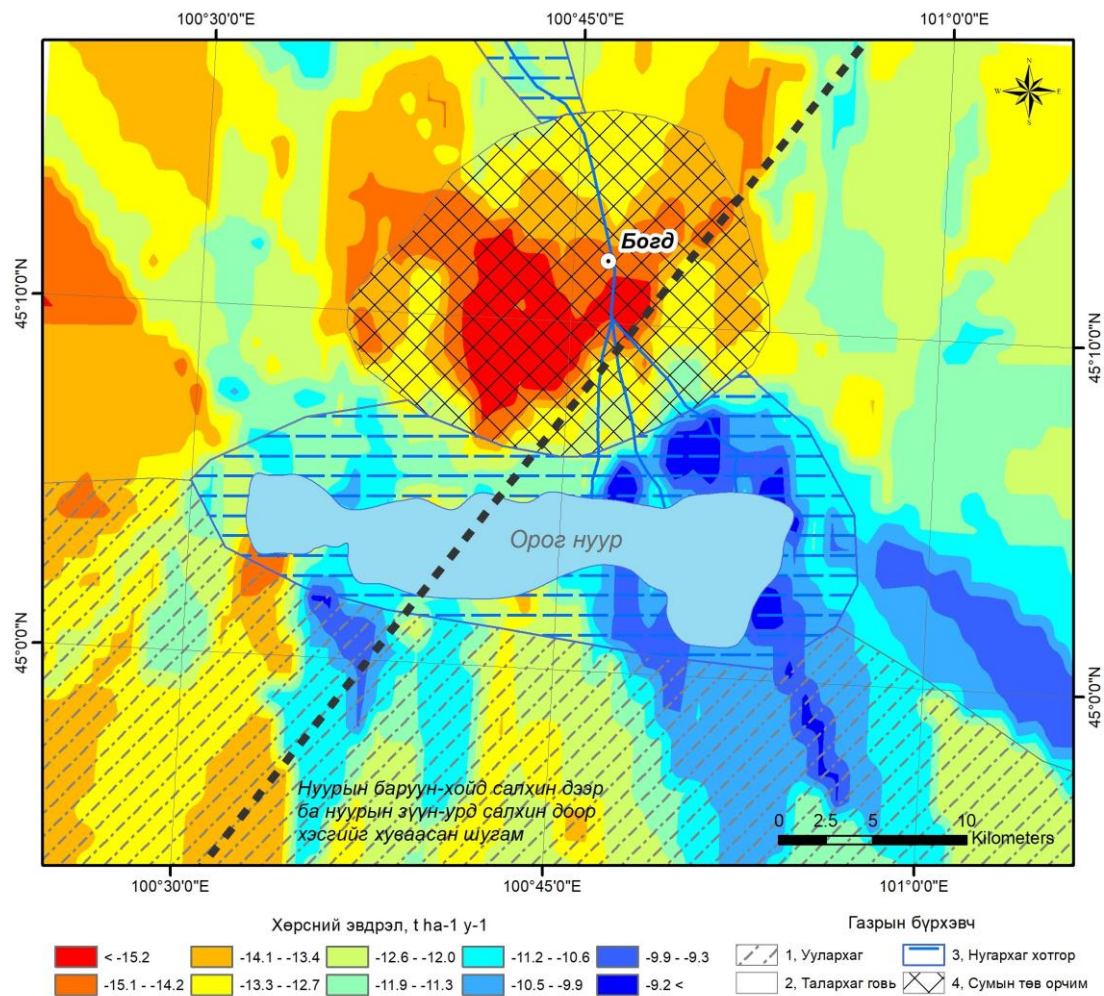 100°30'0"E 100°45'0"E 101°0'0"E
N
W E
S
Богд
45°10'0"N 45°10'0"N
Орог нуур
45°0'0"N 45°0'0"N
Нуурын баруун-хойд салхин дээр
ба нуурын зүүн-урд салхин доор
хэсгийг хуваасан шугам
0 2.5 5 10
Kilometers
100°30'0"E 100°45'0"E 101°0'0"E
Хөрсний эвдрэл, t ha-1 y-1
< -15.2 -14.1 - -13.4 -12.6 - -12.0 -11.2 - -10.6 -9.9 - -9.3
-15.1 - -14.2 -13.3 - -12.7 -11.9 - -11.3 -10.5 - -9.9 -9.2 <
Газрын бүрхэвч
1, Уулархаг 3, Нугархаг хотгор
2, Талархаг говь 4, Сумын төв орчим